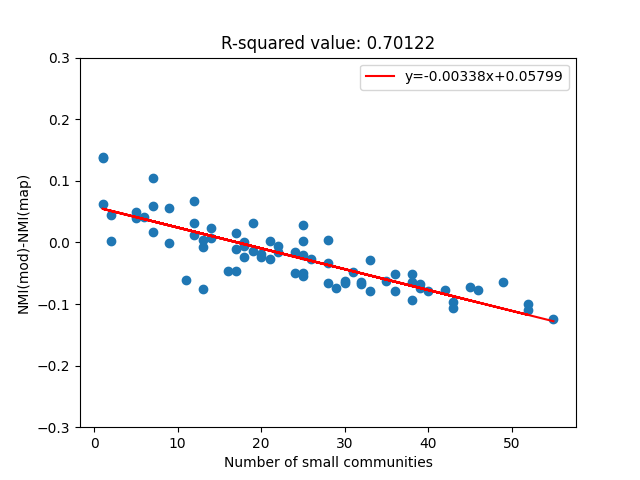 R-squared value: 0.70122
y=-0.00338x+0.05799
0.3
0.2
0.1
0.0
−0.1
−0.2
−0.3
NMI(mod)-NMI(map)
0 10 20 30 40 50
Number of small communities